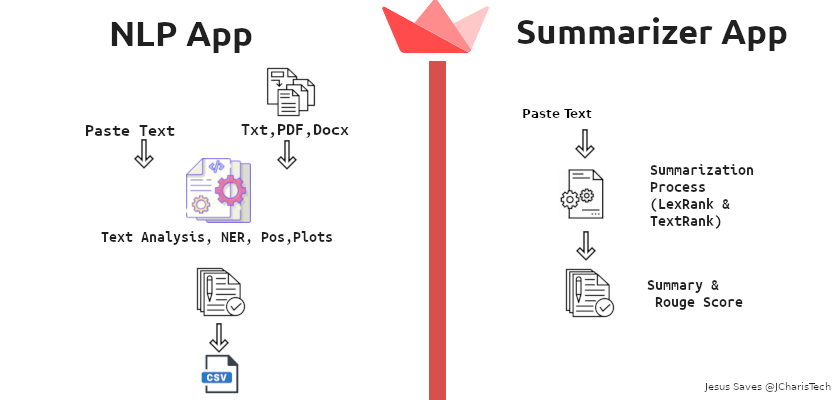 NLP App
Paste Text
Txt,PDF,Docx
</>
Text Analysis, NER, Pos,Plots
CSV
Summarizer App
Paste Text
Summarization
Process
(LexRank &
TextRank)
Summary &
Rouge Score
Jesus Saves @JCharisTech